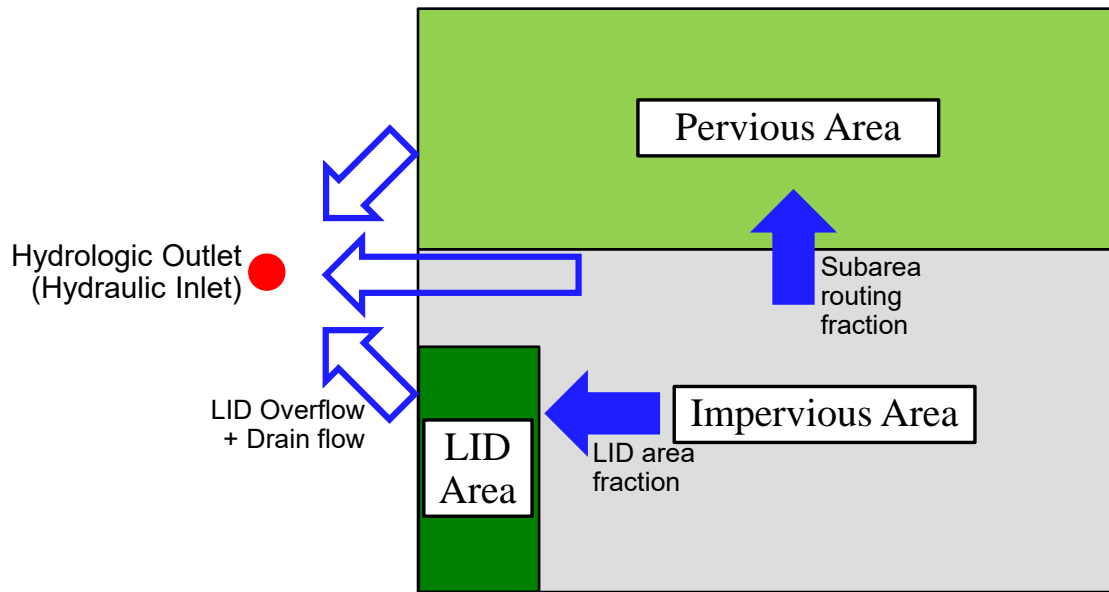 Pervious Area
Hydrologic Outlet
(Hydraulic Inlet)
Subarea
routing
fraction
LID Overflow
+ Drain flow
LID
Area
LID area
fraction
Impervious Area